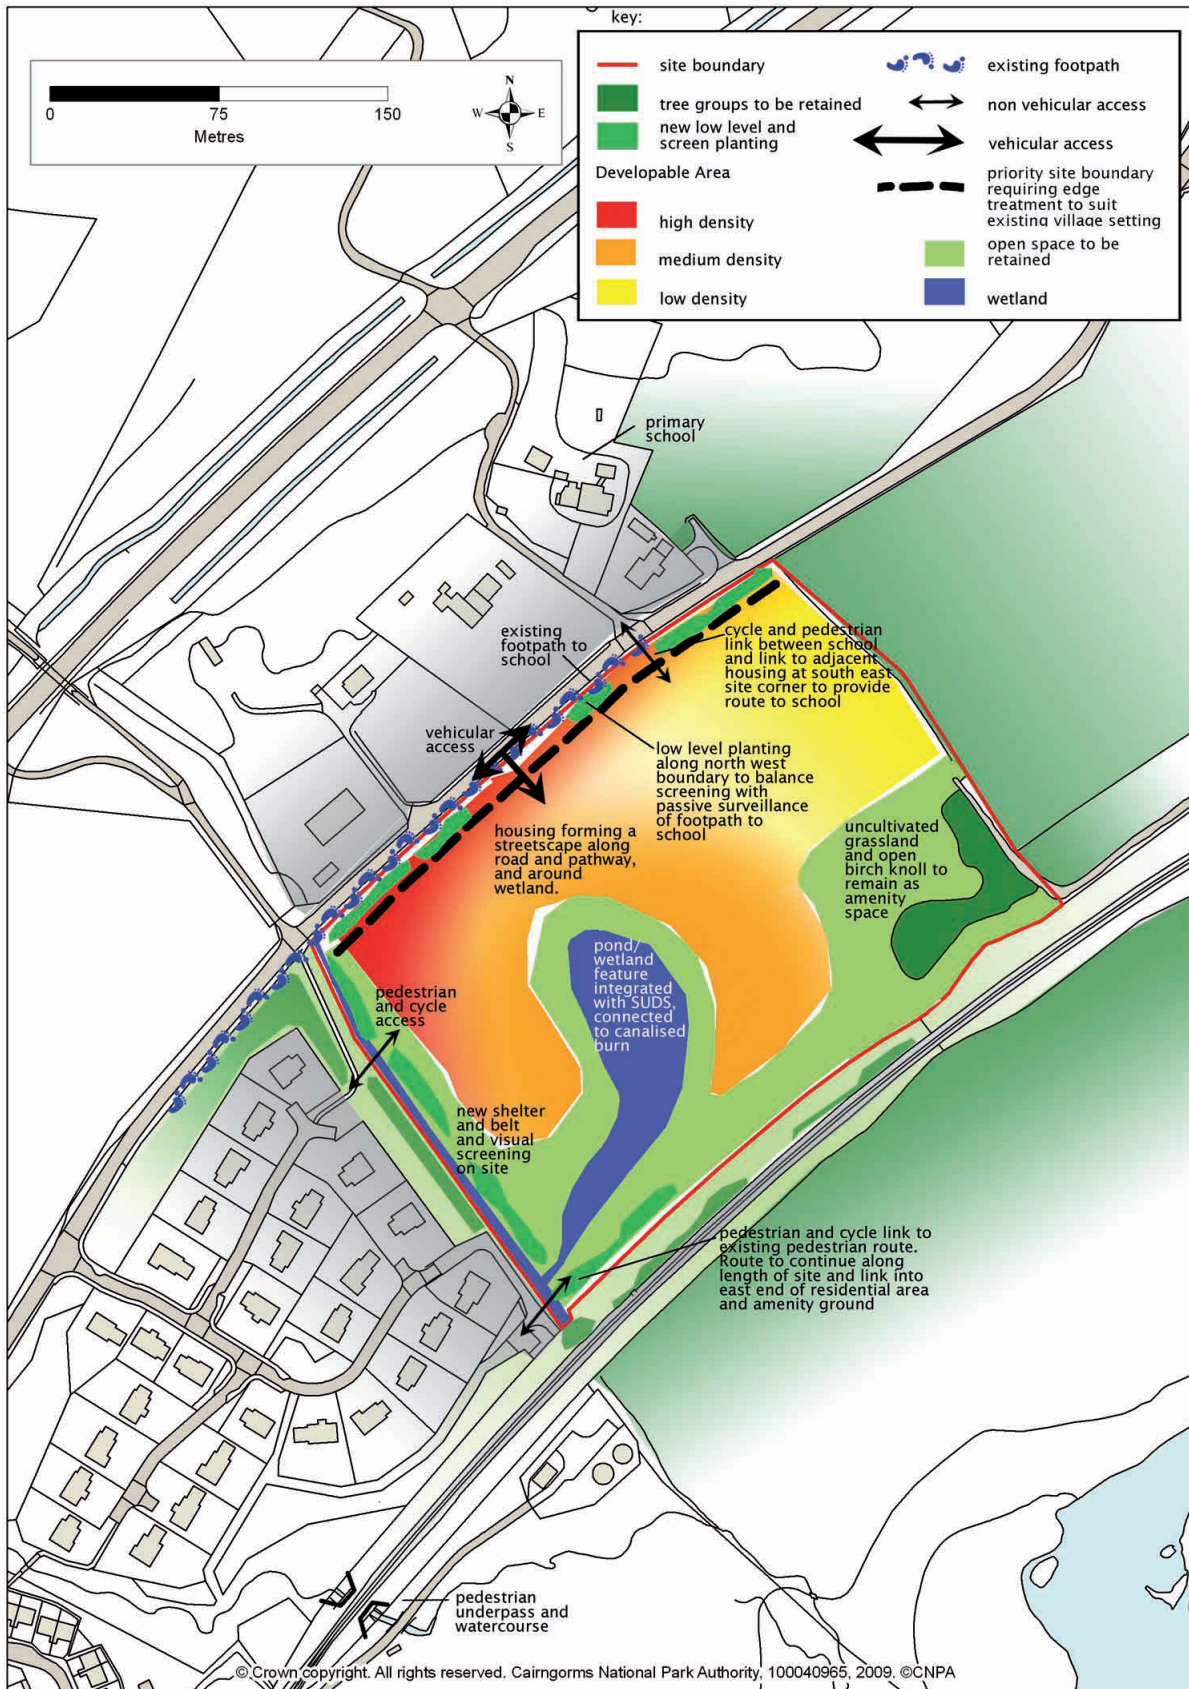 key:
site boundary
tree groups to be retained
new low level and
screen planting
Developable Area
high density
medium density
low density
existing footpath
non vehicular access
vehicular access
priority site boundary
requiring edge
treatment to suit
existing village setting
open space to be
retained
wetland
0 75 150
Metres
N
W E
S
primary
school
existing
footpath to
school
cycle and pedestrian
link between school
and link to adjacent
housing at south east
site corner to provide
route to school
vehicular
access
low level planting
along north west
boundary to balance
screening with
passive surveillance
of footpath to
school
housing forming a
streetscape along
road and pathway,
and around
wetland.
uncultivated
grassland
and open
birch knoll to
remain as
amenity
space
pond/
wetland
feature
integrated
with SUDS,
connected
to canalised
burn
pedestrian
and cycle
access
new shelter
and belt
and visual
screening
on site
pedestrian and cycle link to
existing pedestrian route.
Route to continue along
length of site and link into
east end of residential area
and amenity ground
pedestrian
underpass and
watercourse
© Crown copyright. All rights reserved. Cairngorms National Park Authority, 100040965, 2009. ©CNPA